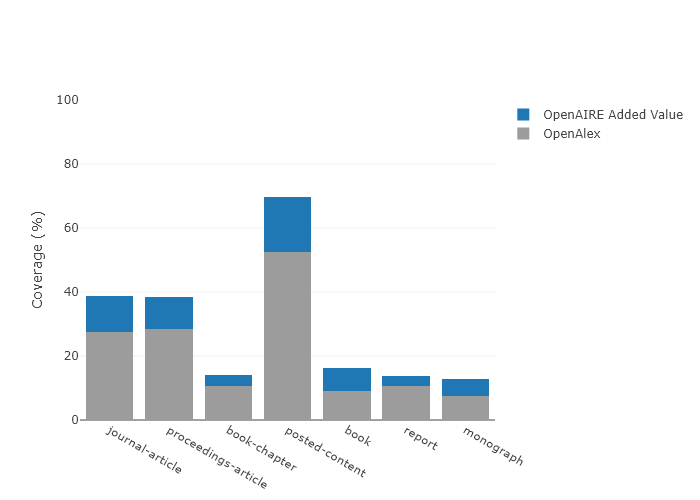 OpenAIRE Added Value
OpenAlex
Coverage (%)
100
80
60
40
20
0
journal-article
proceedings-article
book-chapter
posted-content
book
report
monograph